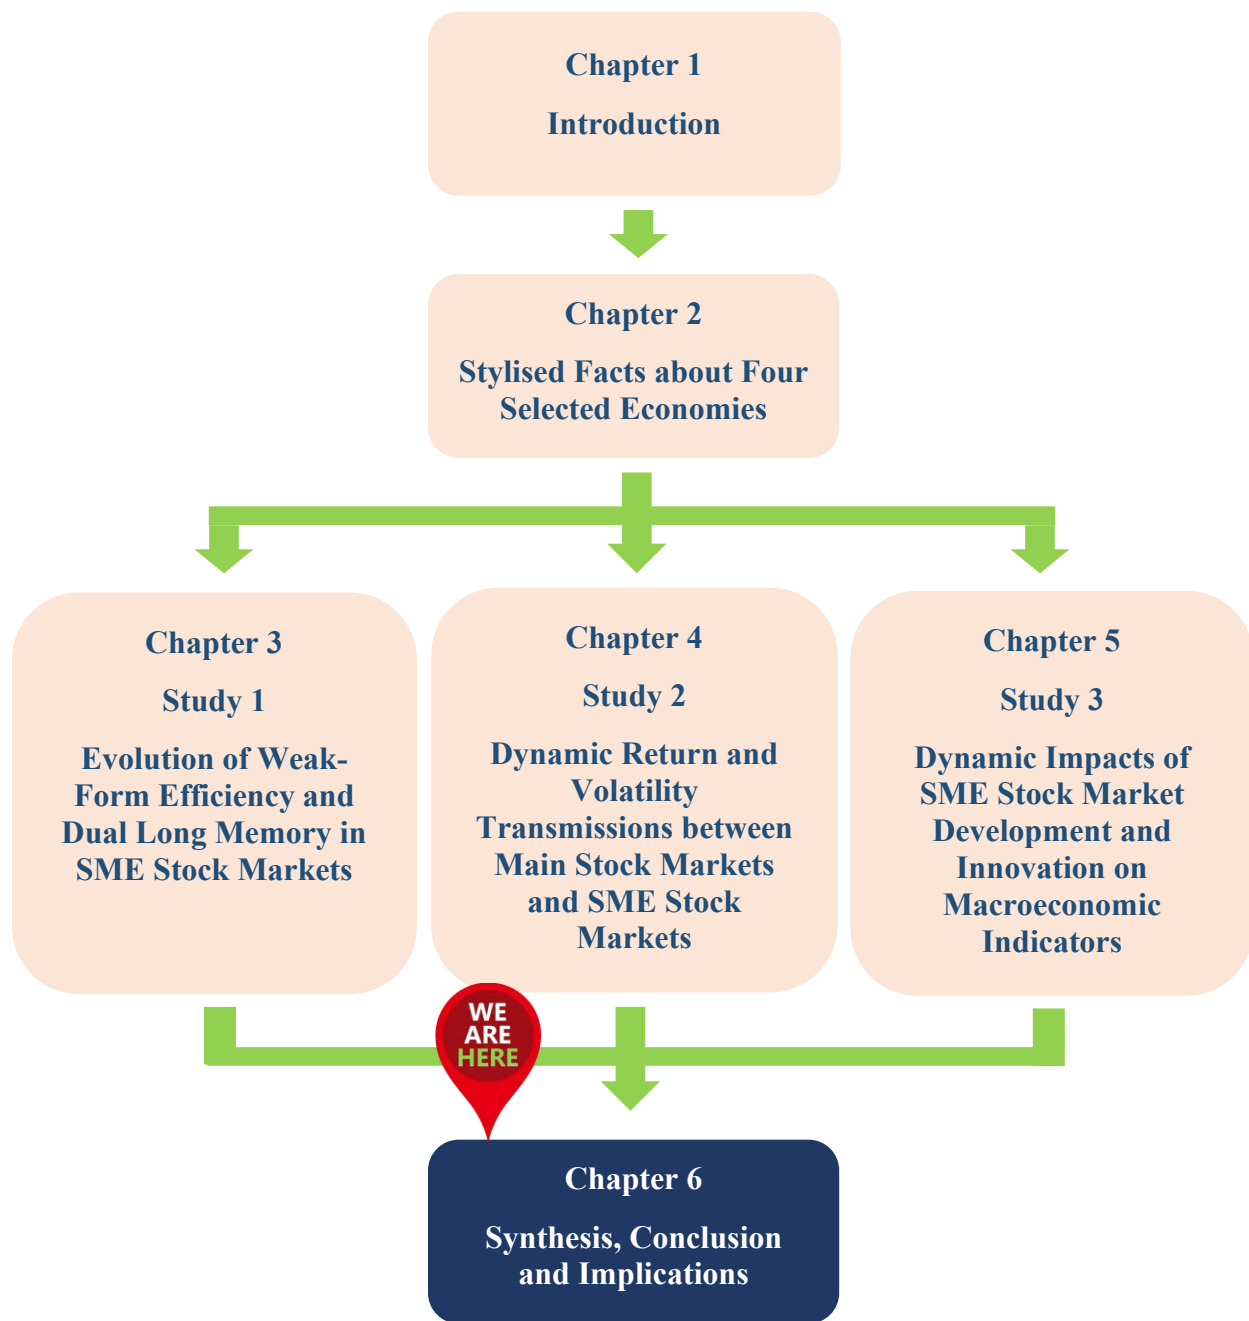 Chapter 1
Introduction
Chapter 2
Stylised Facts about Four
Selected Economies
Chapter 3
Study 1
Evolution of Weak-
Form Efficiency and
Dual Long Memory in
SME Stock Markets
Chapter 4
Study 2
Dynamic Return and
Volatility
Transmissions between
Main Stock Markets
and SME Stock
Markets
Chapter 5
Study 3
Dynamic Impacts of
SME Stock Market
Development and
Innovation on
Macroeconomic
Indicators
WE
ARE
HERE
Chapter 6
Synthesis, Conclusion
and Implications